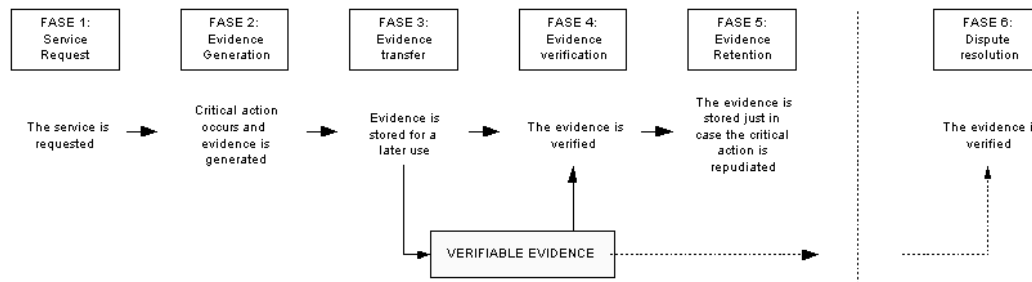 FASE 1:
Service
Request
FASE 2:
Evidence
Generation
FASE 3:
Evidence
transfer
FASE 4:
Evidence
verification
FASE 5:
Evidence
Retention
FASE 6:
Dispute
resolution
The service is
requested
Critical action
occurs and
evidence is
generated
Evidence is
stored for a
later use
The evidence is
verified
The evidence is
stored just in
case the critical
action is
repudiated
The evidence i
verified
VERIFIABLE EVIDENCE